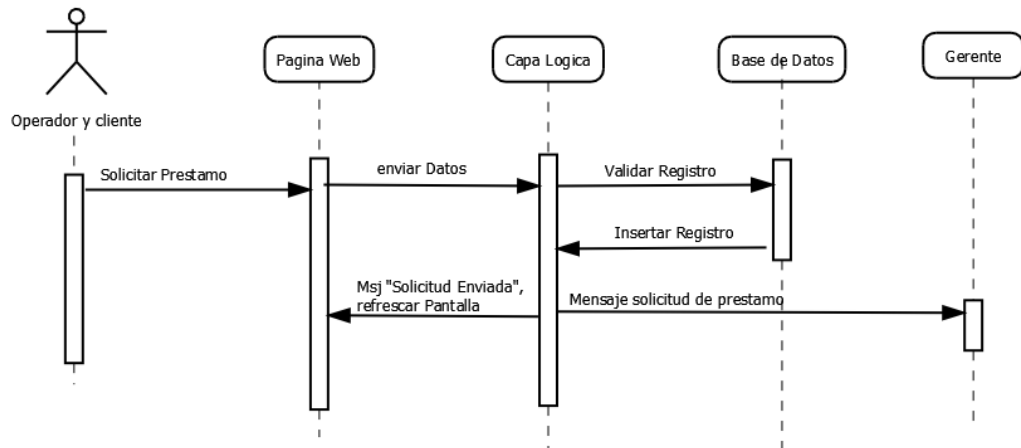 Pagina Web
Capa Logica
Base de Datos
Gerente
Operador y cliente
Solicitar Prestamo
enviar Datos
Validar Registro
Insertar Registro
Msj "Solicitud Enviada",
refrescar Pantalla
Mensaje solicitud de prestamo